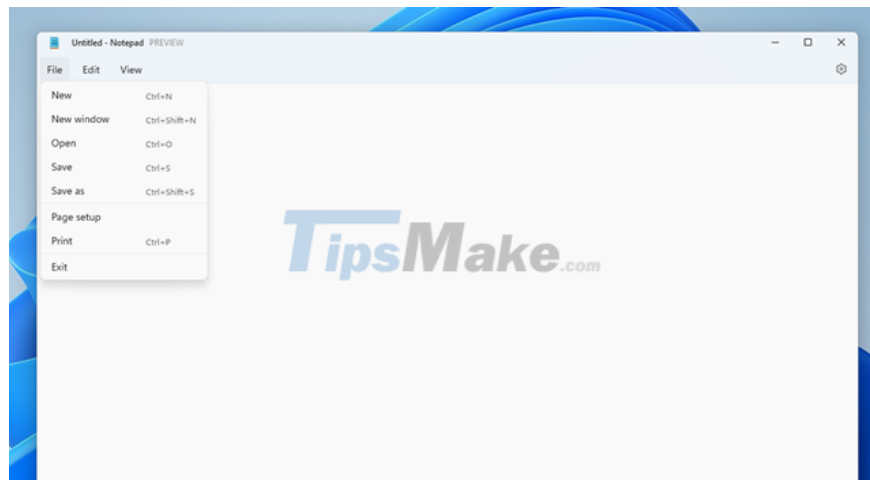 Untitled - Notepad PREVIEW
File Edit View
New Ctrl+N
New window Ctrl+Shift+N
Open Ctrl+O
Save Ctrl+S
Save as Ctrl+Shift+S
Page setup
Print Ctrl+P
Exit
TipsMake.com